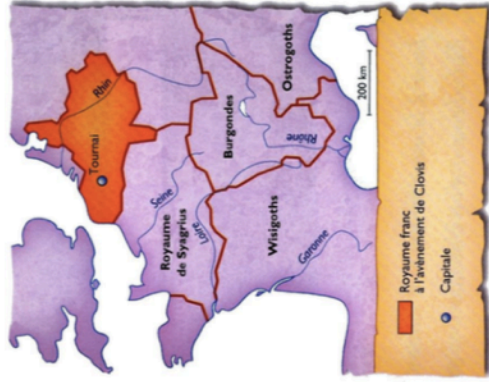 Rhin
Tournai
Seine
Royaume
de Syagrius
Loire
Burgondes
Ostrogoths
Rhône
Wisigoths
Garonne
200 km
Royaume franc
à l'avènement de Clovis
Capitale